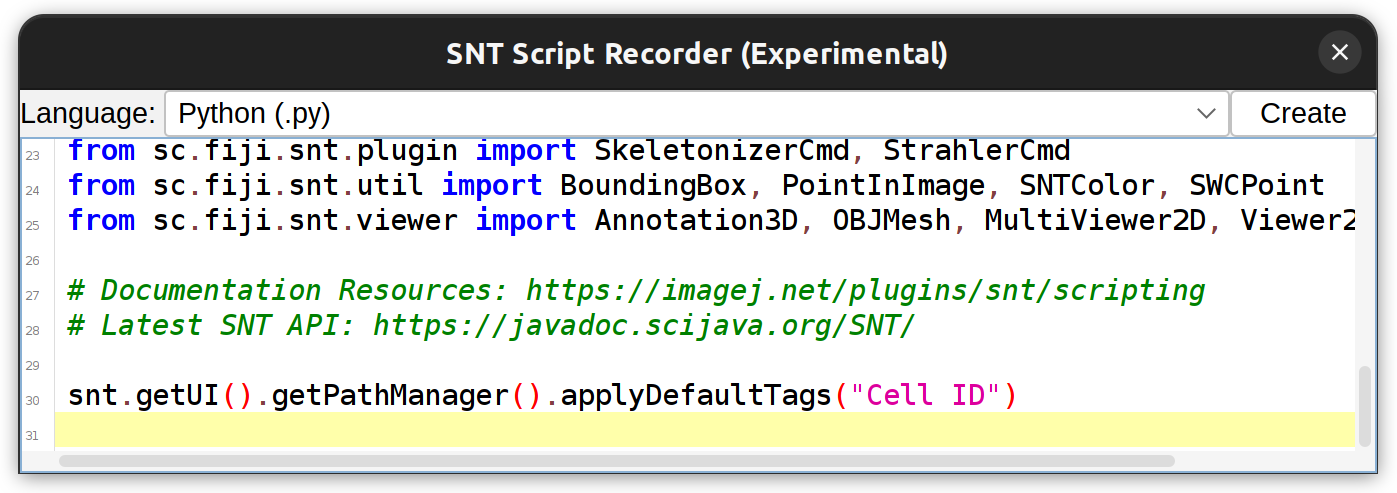 SNT Script Recorder (Experimental)
Language: Python (.py) Create
23 from sc.fiji.snt.plugin import SkeletonizerCmd, StrahlerCmd
24 from sc.fiji.snt.util import BoundingBox, PointInImage, SNTColor, SWCPoint
25 from sc.fiji.snt.viewer import Annotation3D, OBJMesh, MultiViewer2D, Viewer2
26
27 # Documentation Resources: https://imagej.net/plugins/snt/scripting
28 # Latest SNT API: https://javadoc.scijava.org/SNT/
29
30 snt.getUI().getPathManager().applyDefaultTags("Cell ID")
31